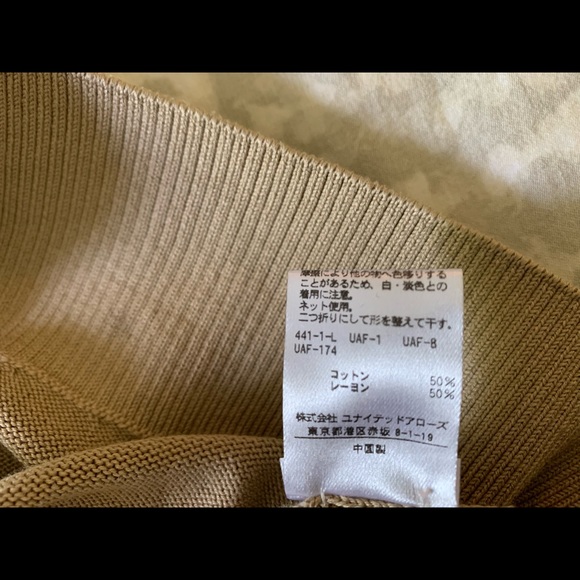 摩擦により他の物へ色移りする
ことがあるため、白・淡色との
着用に注意。
ネット使用。
二つ折りにして形を整えて干す。
441-1-L UAF-1 UAF-8
UAF-174
コットン 50%
レーヨン 50%
株式会社 ユナイテッドアローズ
東京都港区赤坂 8-1-19
中国製